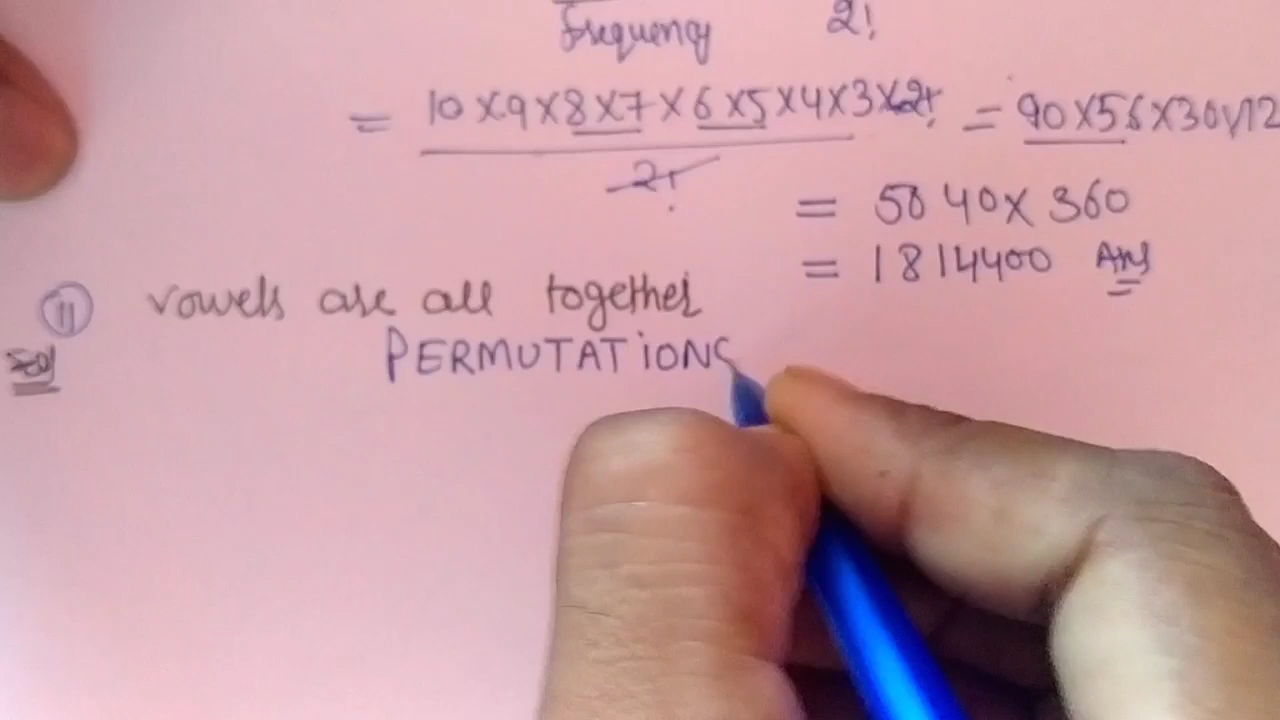 Frequency 2!
= 10 X 9 X 8 X 7 X 6 X 5 X 4 X 3 X 2! = 90 X 56 X 30 X 12
2!
= 5040 X 360
= 1814400 Ans
(ii) vowels are all together
Sol PERMUTATIONS